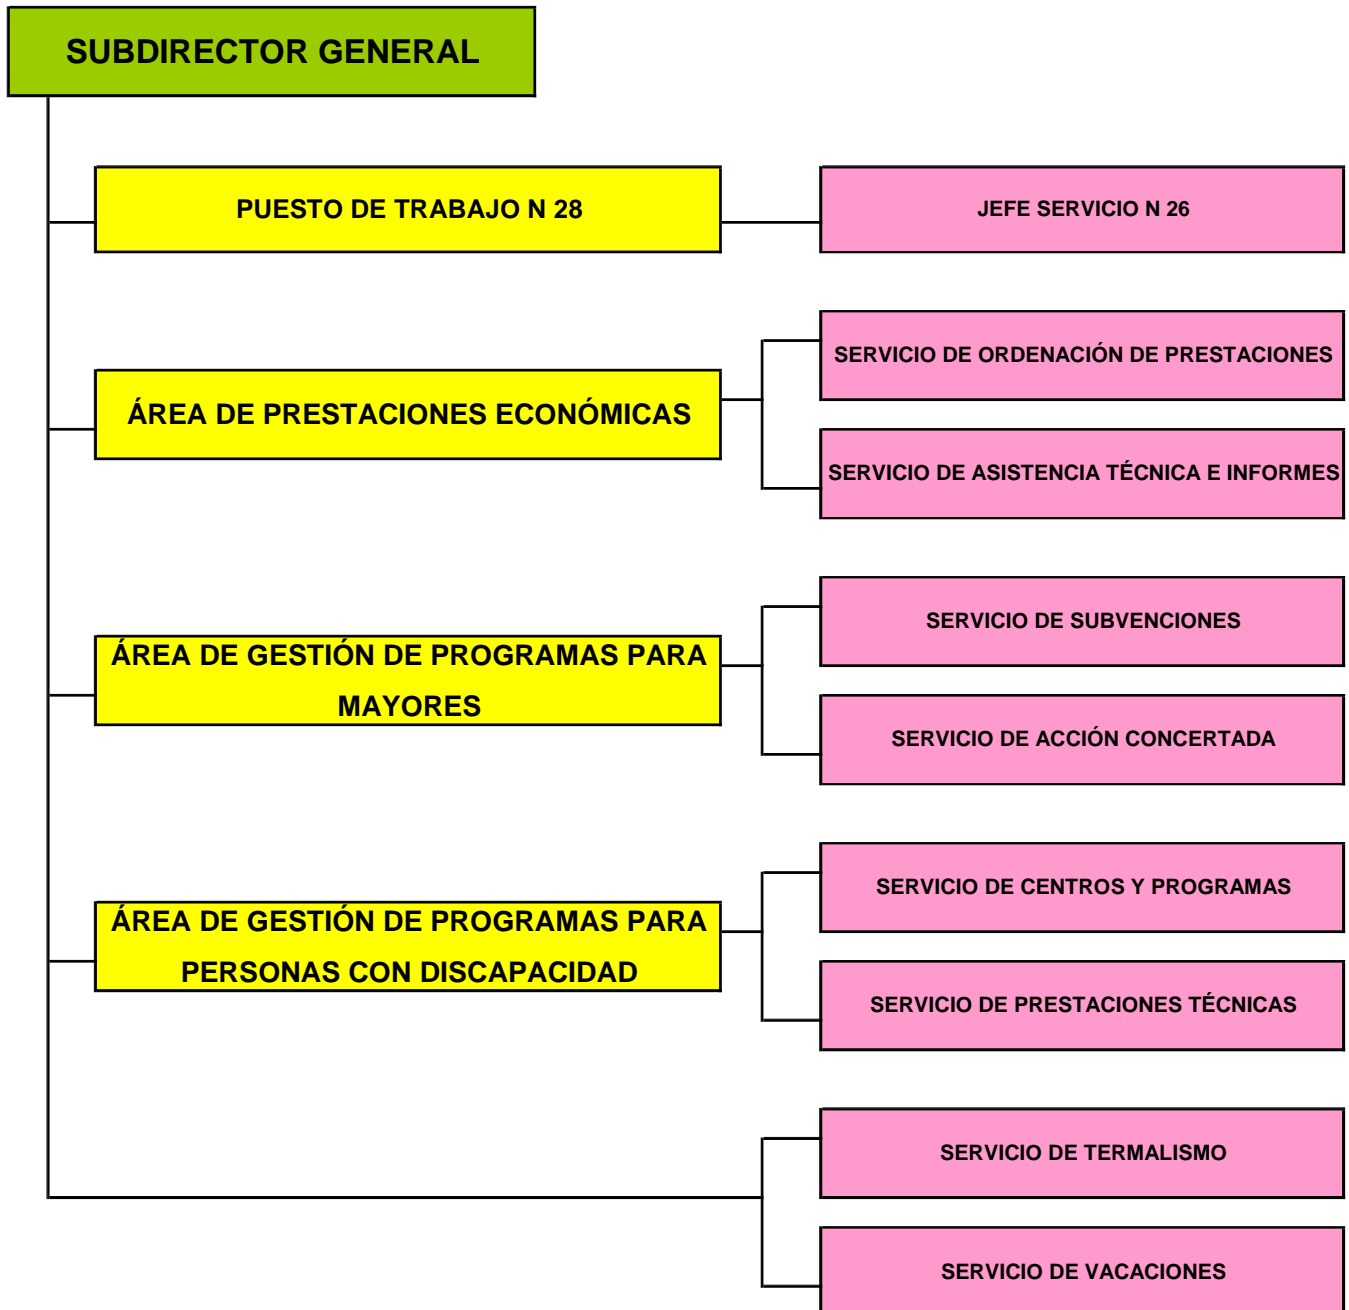 SUBDIRECTOR GENERAL
PUESTO DE TRABAJO N 28
JEFE SERVICIO N 26
ÁREA DE PRESTACIONES ECONÓMICAS
SERVICIO DE ORDENACIÓN DE PRESTACIONES
SERVICIO DE ASISTENCIA TÉCNICA E INFORMES
ÁREA DE GESTIÓN DE PROGRAMAS PARA
MAYORES
SERVICIO DE SUBVENCIONES
SERVICIO DE ACCIÓN CONCERTADA
ÁREA DE GESTIÓN DE PROGRAMAS PARA
PERSONAS CON DISCAPACIDAD
SERVICIO DE CENTROS Y PROGRAMAS
SERVICIO DE PRESTACIONES TÉCNICAS
SERVICIO DE TERMALISMO
SERVICIO DE VACACIONES